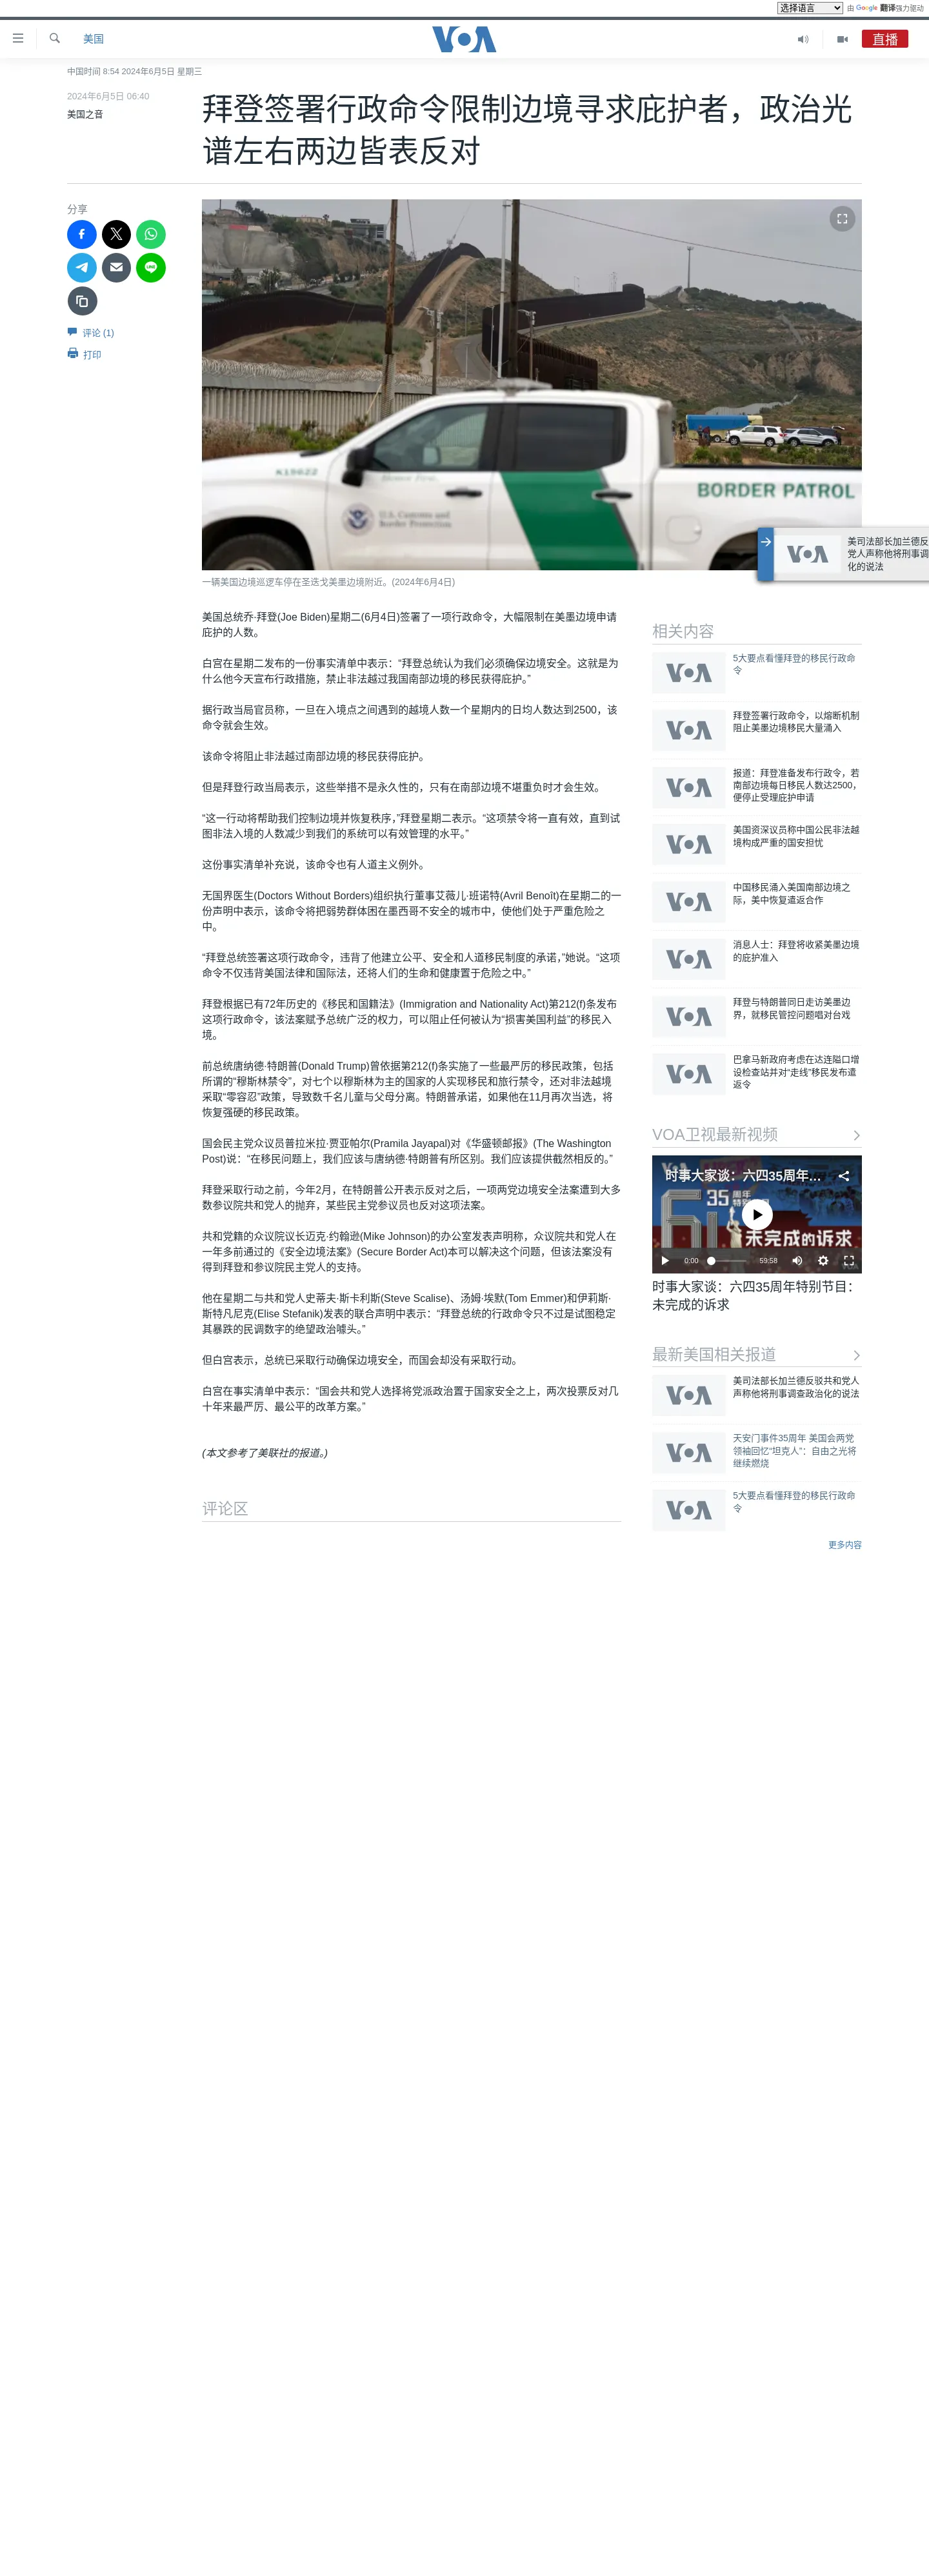 选择语言 由 Google 翻译强力驱动
美国
VOA
直播
中国时间 8:54 2024年6月5日 星期三
2024年6月5日 06:40
美国之音
拜登签署行政命令限制边境寻求庇护者，政治光
谱左右两边皆表反对
分享
评论 (1)
打印
K19622
U.S. Customs and
Border Protection
BORDER PATROL
一辆美国边境巡逻车停在圣迭戈美墨边境附近。(2024年6月4日)
VOA
美司法部长加兰德反
党人声称他将刑事调
化的说法
美国总统乔·拜登(Joe Biden)星期二(6月4日)签署了一项行政命令，大幅限制在美墨边境申请
庇护的人数。
白宫在星期二发布的一份事实清单中表示：“拜登总统认为我们必须确保边境安全。这就是为
什么他今天宣布行政措施，禁止非法越过我国南部边境的移民获得庇护。”
据行政当局官员称，一旦在入境点之间遇到的越境人数一个星期内的日均人数达到2500，该
命令就会生效。
该命令将阻止非法越过南部边境的移民获得庇护。
但是拜登行政当局表示，这些举措不是永久性的，只有在南部边境不堪重负时才会生效。
“这一行动将帮助我们控制边境并恢复秩序，”拜登星期二表示。“这项禁令将一直有效，直到试
图非法入境的人数减少到我们的系统可以有效管理的水平。”
这份事实清单补充说，该命令也有人道主义例外。
无国界医生(Doctors Without Borders)组织执行董事艾薇儿·班诺特(Avril Benoît)在星期二的一
份声明中表示，该命令将把弱势群体困在墨西哥不安全的城市中，使他们处于严重危险之
中。
“拜登总统签署这项行政命令，违背了他建立公平、安全和人道移民制度的承诺，”她说。“这项
命令不仅违背美国法律和国际法，还将人们的生命和健康置于危险之中。”
拜登根据已有72年历史的《移民和国籍法》(Immigration and Nationality Act)第212(f)条发布
这项行政命令，该法案赋予总统广泛的权力，可以阻止任何被认为“损害美国利益”的移民入
境。
前总统唐纳德·特朗普(Donald Trump)曾依据第212(f)条实施了一些最严厉的移民政策，包括
所谓的“穆斯林禁令”，对七个以穆斯林为主的国家的人实现移民和旅行禁令，还对非法越境
采取“零容忍”政策，导致数千名儿童与父母分离。特朗普承诺，如果他在11月再次当选，将
恢复强硬的移民政策。
国会民主党众议员普拉米拉·贾亚帕尔(Pramila Jayapal)对《华盛顿邮报》(The Washington
Post)说：“在移民问题上，我们应该与唐纳德·特朗普有所区别。我们应该提供截然相反的。”
拜登采取行动之前，今年2月，在特朗普公开表示反对之后，一项两党边境安全法案遭到大多
数参议院共和党人的抛弃，某些民主党参议员也反对这项法案。
共和党籍的众议院议长迈克·约翰逊(Mike Johnson)的办公室发表声明称，众议院共和党人在
一年多前通过的《安全边境法案》(Secure Border Act)本可以解决这个问题，但该法案没有
得到拜登和参议院民主党人的支持。
他在星期二与共和党人史蒂夫·斯卡利斯(Steve Scalise)、汤姆·埃默(Tom Emmer)和伊莉斯·
斯特凡尼克(Elise Stefanik)发表的联合声明中表示：“拜登总统的行政命令只不过是试图稳定
其暴跌的民调数字的绝望政治噱头。”
但白宫表示，总统已采取行动确保边境安全，而国会却没有采取行动。
白宫在事实清单中表示：“国会共和党人选择将党派政治置于国家安全之上，两次投票反对几
十年来最严厉、最公平的改革方案。”
(本文参考了美联社的报道。)
评论区
相关内容
VOA
5大要点看懂拜登的移民行政命
令
VOA
拜登签署行政命令，以熔断机制
阻止美墨边境移民大量涌入
VOA
报道：拜登准备发布行政令，若
南部边境每日移民人数达2500，
便停止受理庇护申请
VOA
美国资深议员称中国公民非法越
境构成严重的国安担忧
VOA
中国移民涌入美国南部边境之
际，美中恢复遣返合作
VOA
消息人士：拜登将收紧美墨边境
的庇护准入
VOA
拜登与特朗普同日走访美墨边
界，就移民管控问题唱对台戏
VOA
巴拿马新政府考虑在达连隘口增
设检查站并对“走线”移民发布遣
返令
VOA卫视最新视频
时事大家谈：六四35周年...
35周年
未完成的诉求
0:00 59:58
时事大家谈：六四35周年特别节目：
未完成的诉求
最新美国相关报道
VOA
美司法部长加兰德反驳共和党人
声称他将刑事调查政治化的说法
VOA
天安门事件35周年 美国会两党
领袖回忆“坦克人”：自由之光将
继续燃烧
VOA
5大要点看懂拜登的移民行政命
令
更多内容